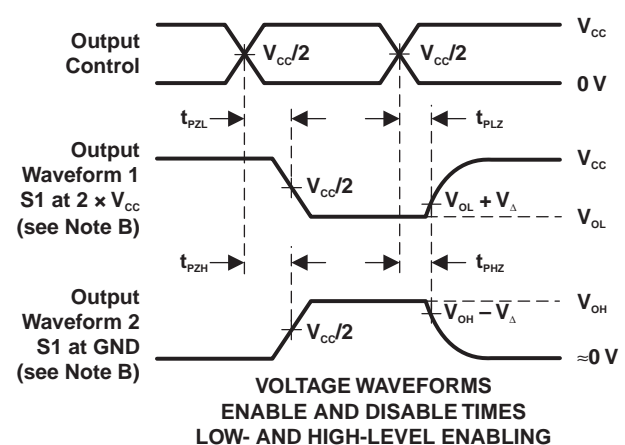 Output
Control
V_CC/2
V_CC/2
V_CC
0 V
t_PZL
t_PLZ
Output
Waveform 1
S1 at 2 × V_CC
(see Note B)
V_CC/2
V_CC
V_OL + V_Δ
V_OL
t_PZH
t_PHZ
Output
Waveform 2
S1 at GND
(see Note B)
V_CC/2
V_OH
V_OH – V_Δ
≈0 V
VOLTAGE WAVEFORMS
ENABLE AND DISABLE TIMES
LOW- AND HIGH-LEVEL ENABLING